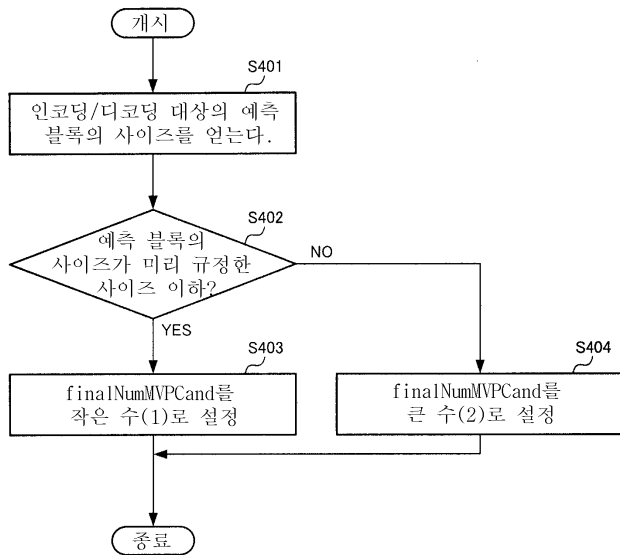 개시
S401
인코딩/디코딩 대상의 예측
블록의 사이즈를 얻는다.
S402
예측 블록의
사이즈가 미리 규정한
사이즈 이하?
NO
YES
S403
finalNumMVPCand를
작은 수(1)로 설정
S404
finalNumMVPCand를
큰 수(2)로 설정
종료